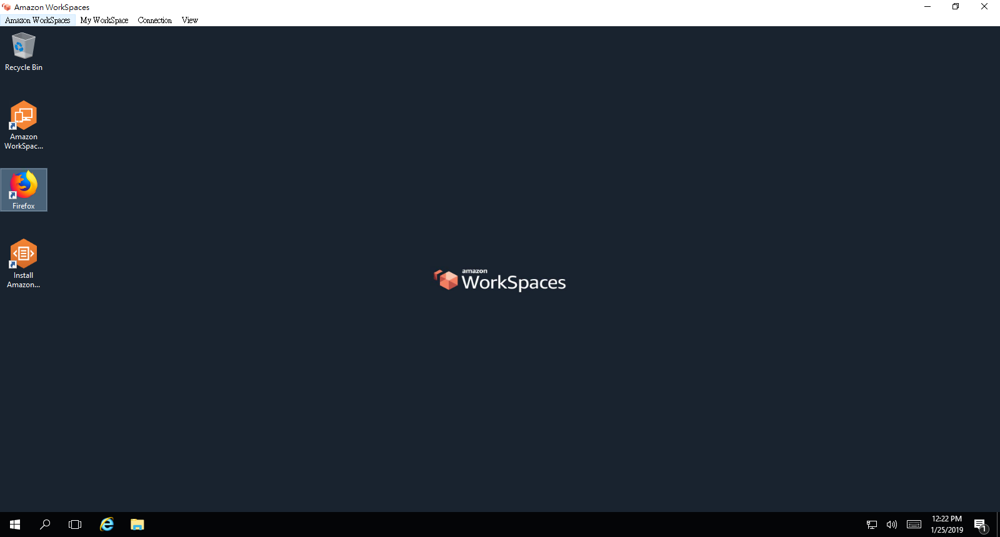 Amazon WorkSpaces
Amazon WorkSpaces My WorkSpace Connection View
Recycle Bin
Amazon
WorkSpac...
Firefox
Install
Amazon...
amazon
WorkSpaces
12:22 PM
1/25/2019
1